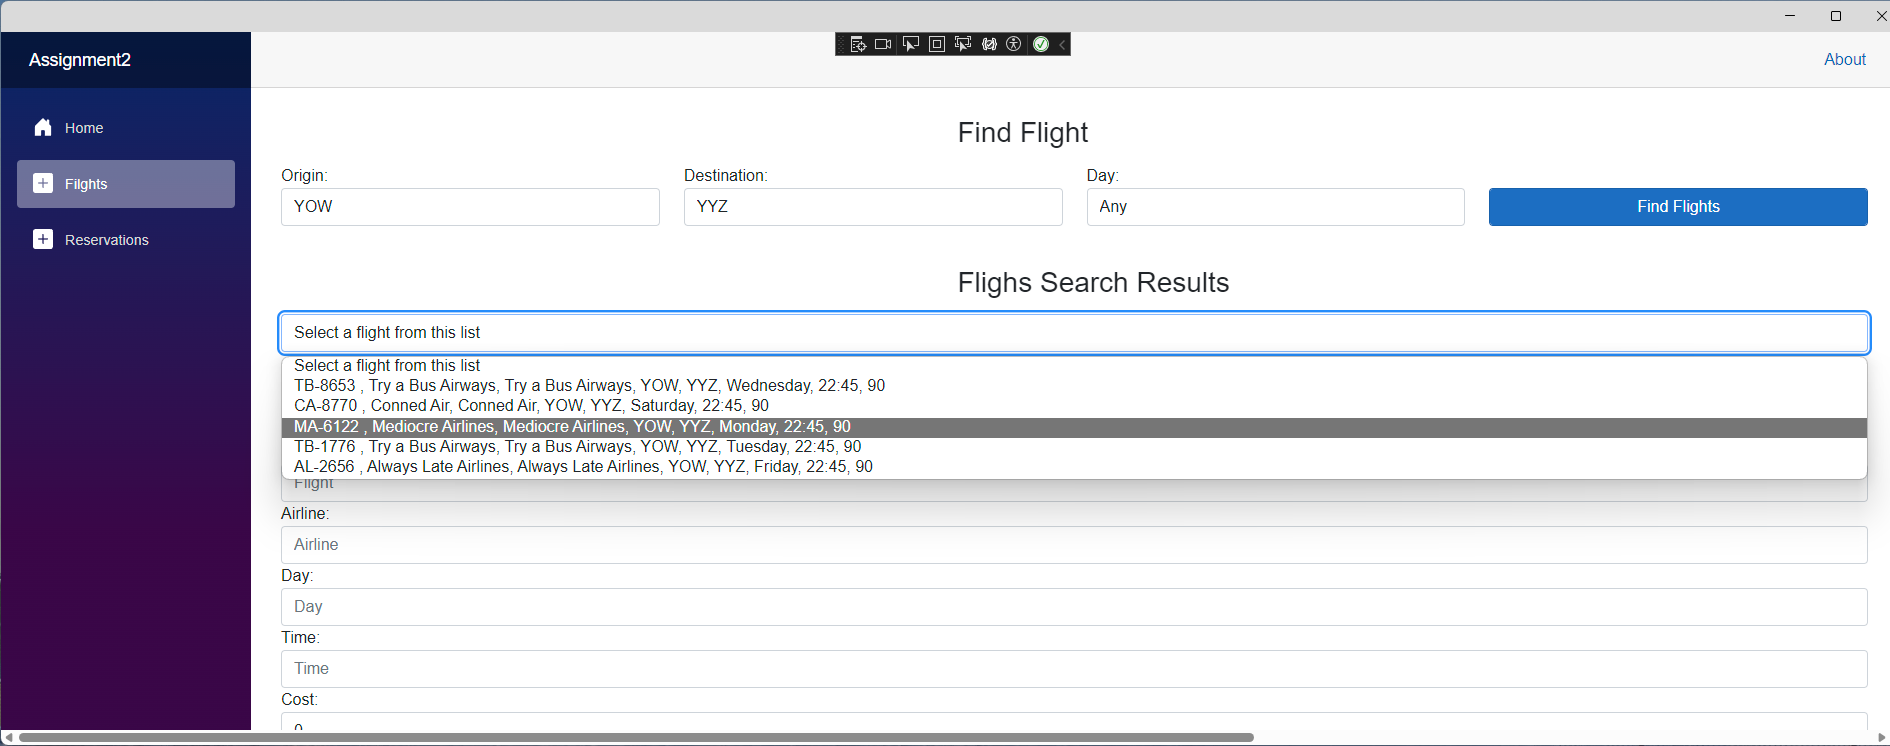 Assignment2
About
Home
Filghts
Reservations
Find Flight
Origin:
Destination:
Day:
YOW
YYZ
Any
Find Flights
Flighs Search Results
Select a flight from this list
Select a flight from this list
TB-8653 , Try a Bus Airways, Try a Bus Airways, YOW, YYZ, Wednesday, 22:45, 90
CA-8770 , Conned Air, Conned Air, YOW, YYZ, Saturday, 22:45, 90
MA-6122 , Mediocre Airlines, Mediocre Airlines, YOW, YYZ, Monday, 22:45, 90
TB-1776 , Try a Bus Airways, Try a Bus Airways, YOW, YYZ, Tuesday, 22:45, 90
AL-2656 , Always Late Airlines, Always Late Airlines, YOW, YYZ, Friday, 22:45, 90
Flight
Airline:
Airline
Day:
Day
Time:
Time
Cost:
0